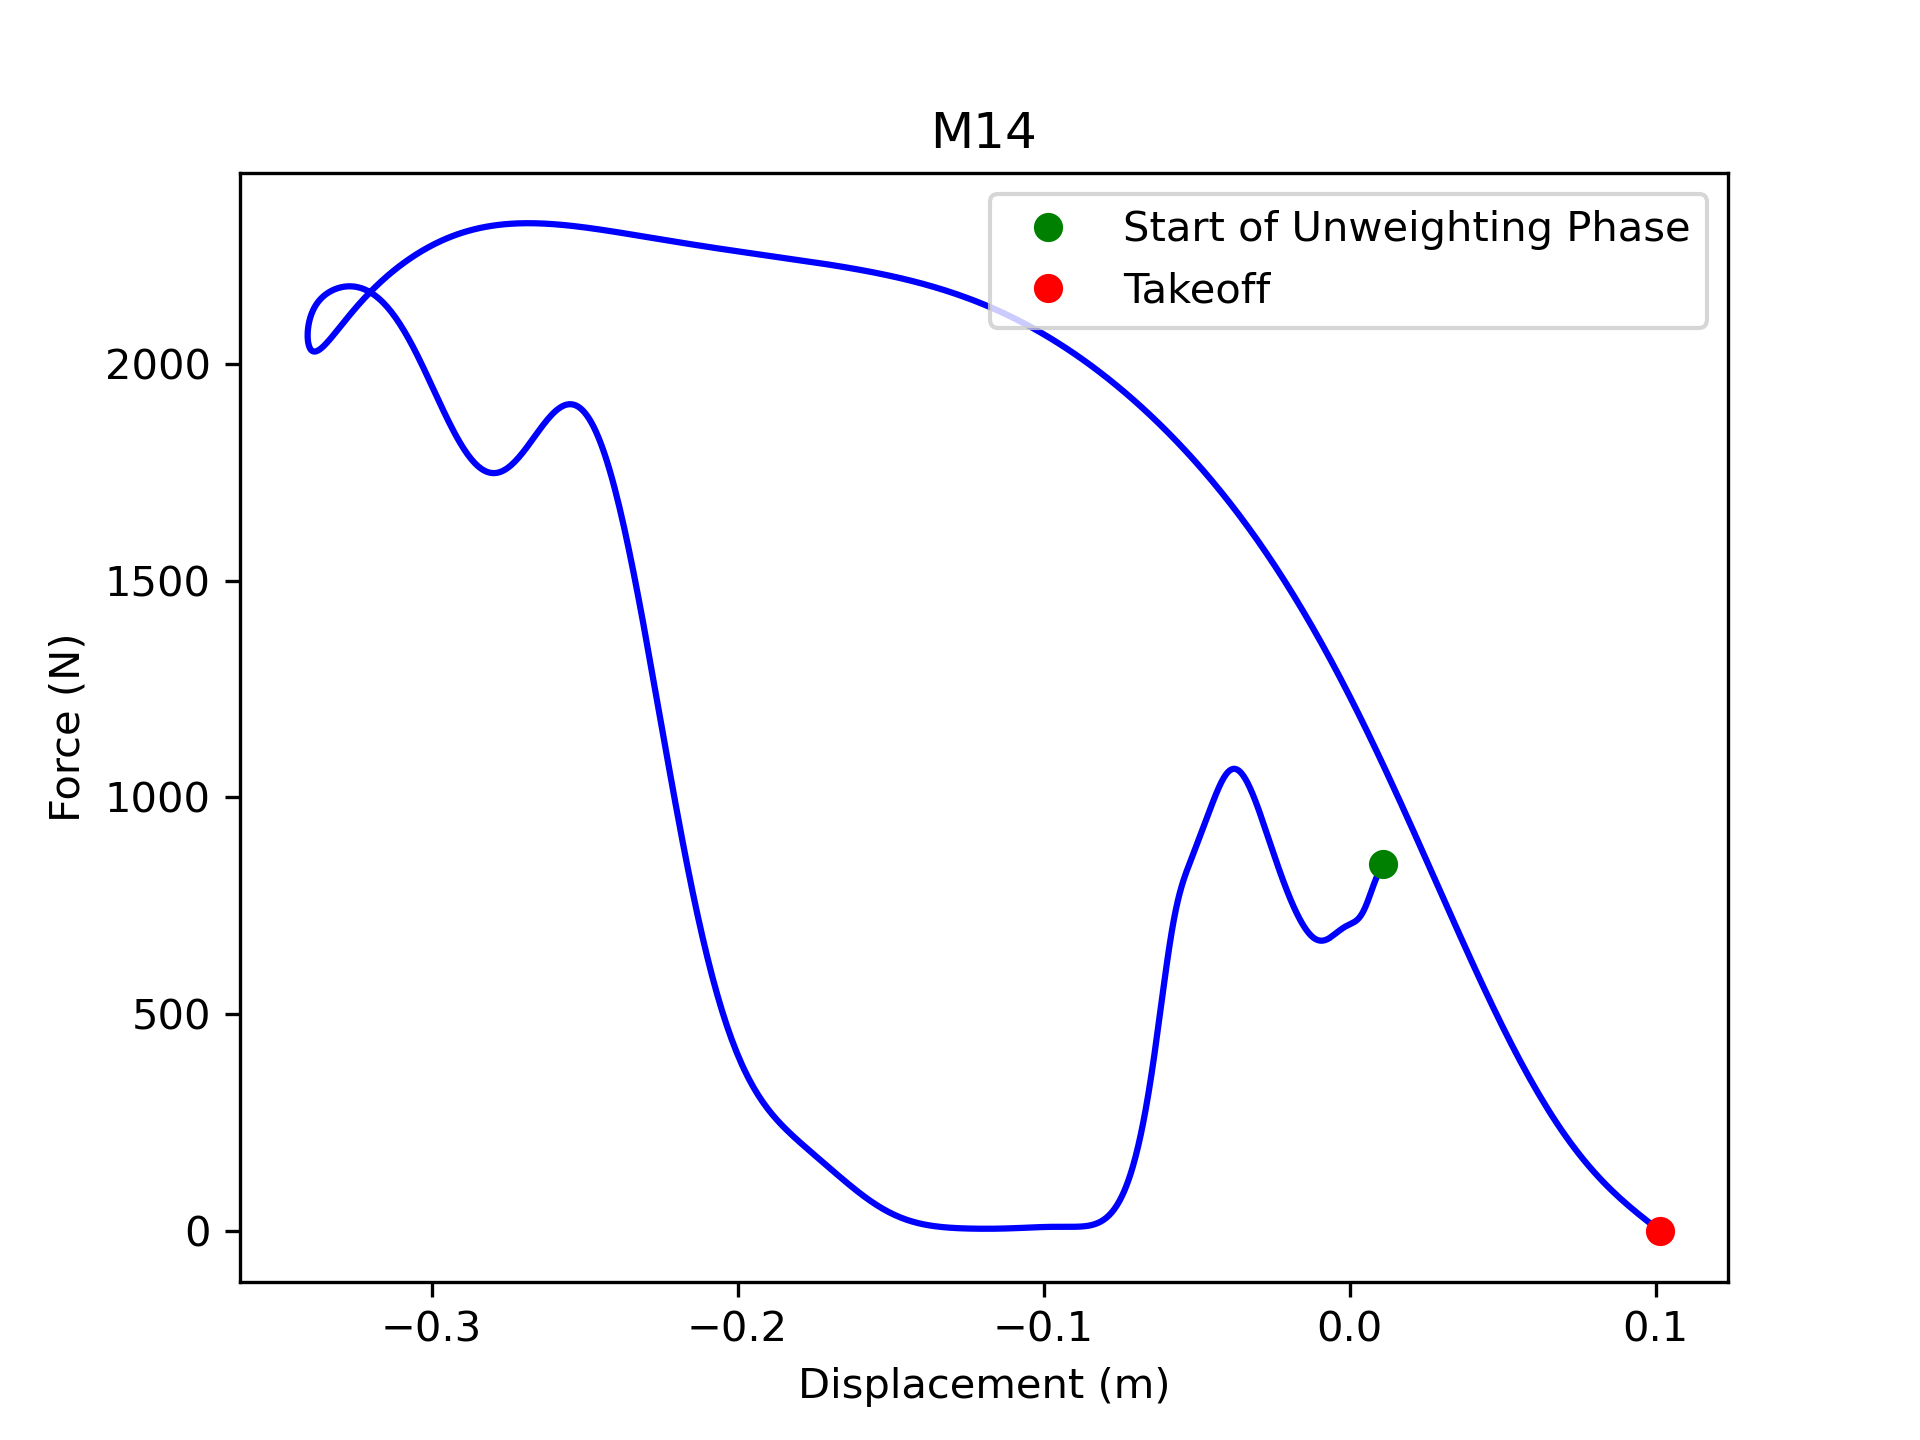 M14
Start of Unweighting Phase
Takeoff
2000
1500
1000
500
0
Force (N)
−0.3 −0.2 −0.1 0.0 0.1
Displacement (m)